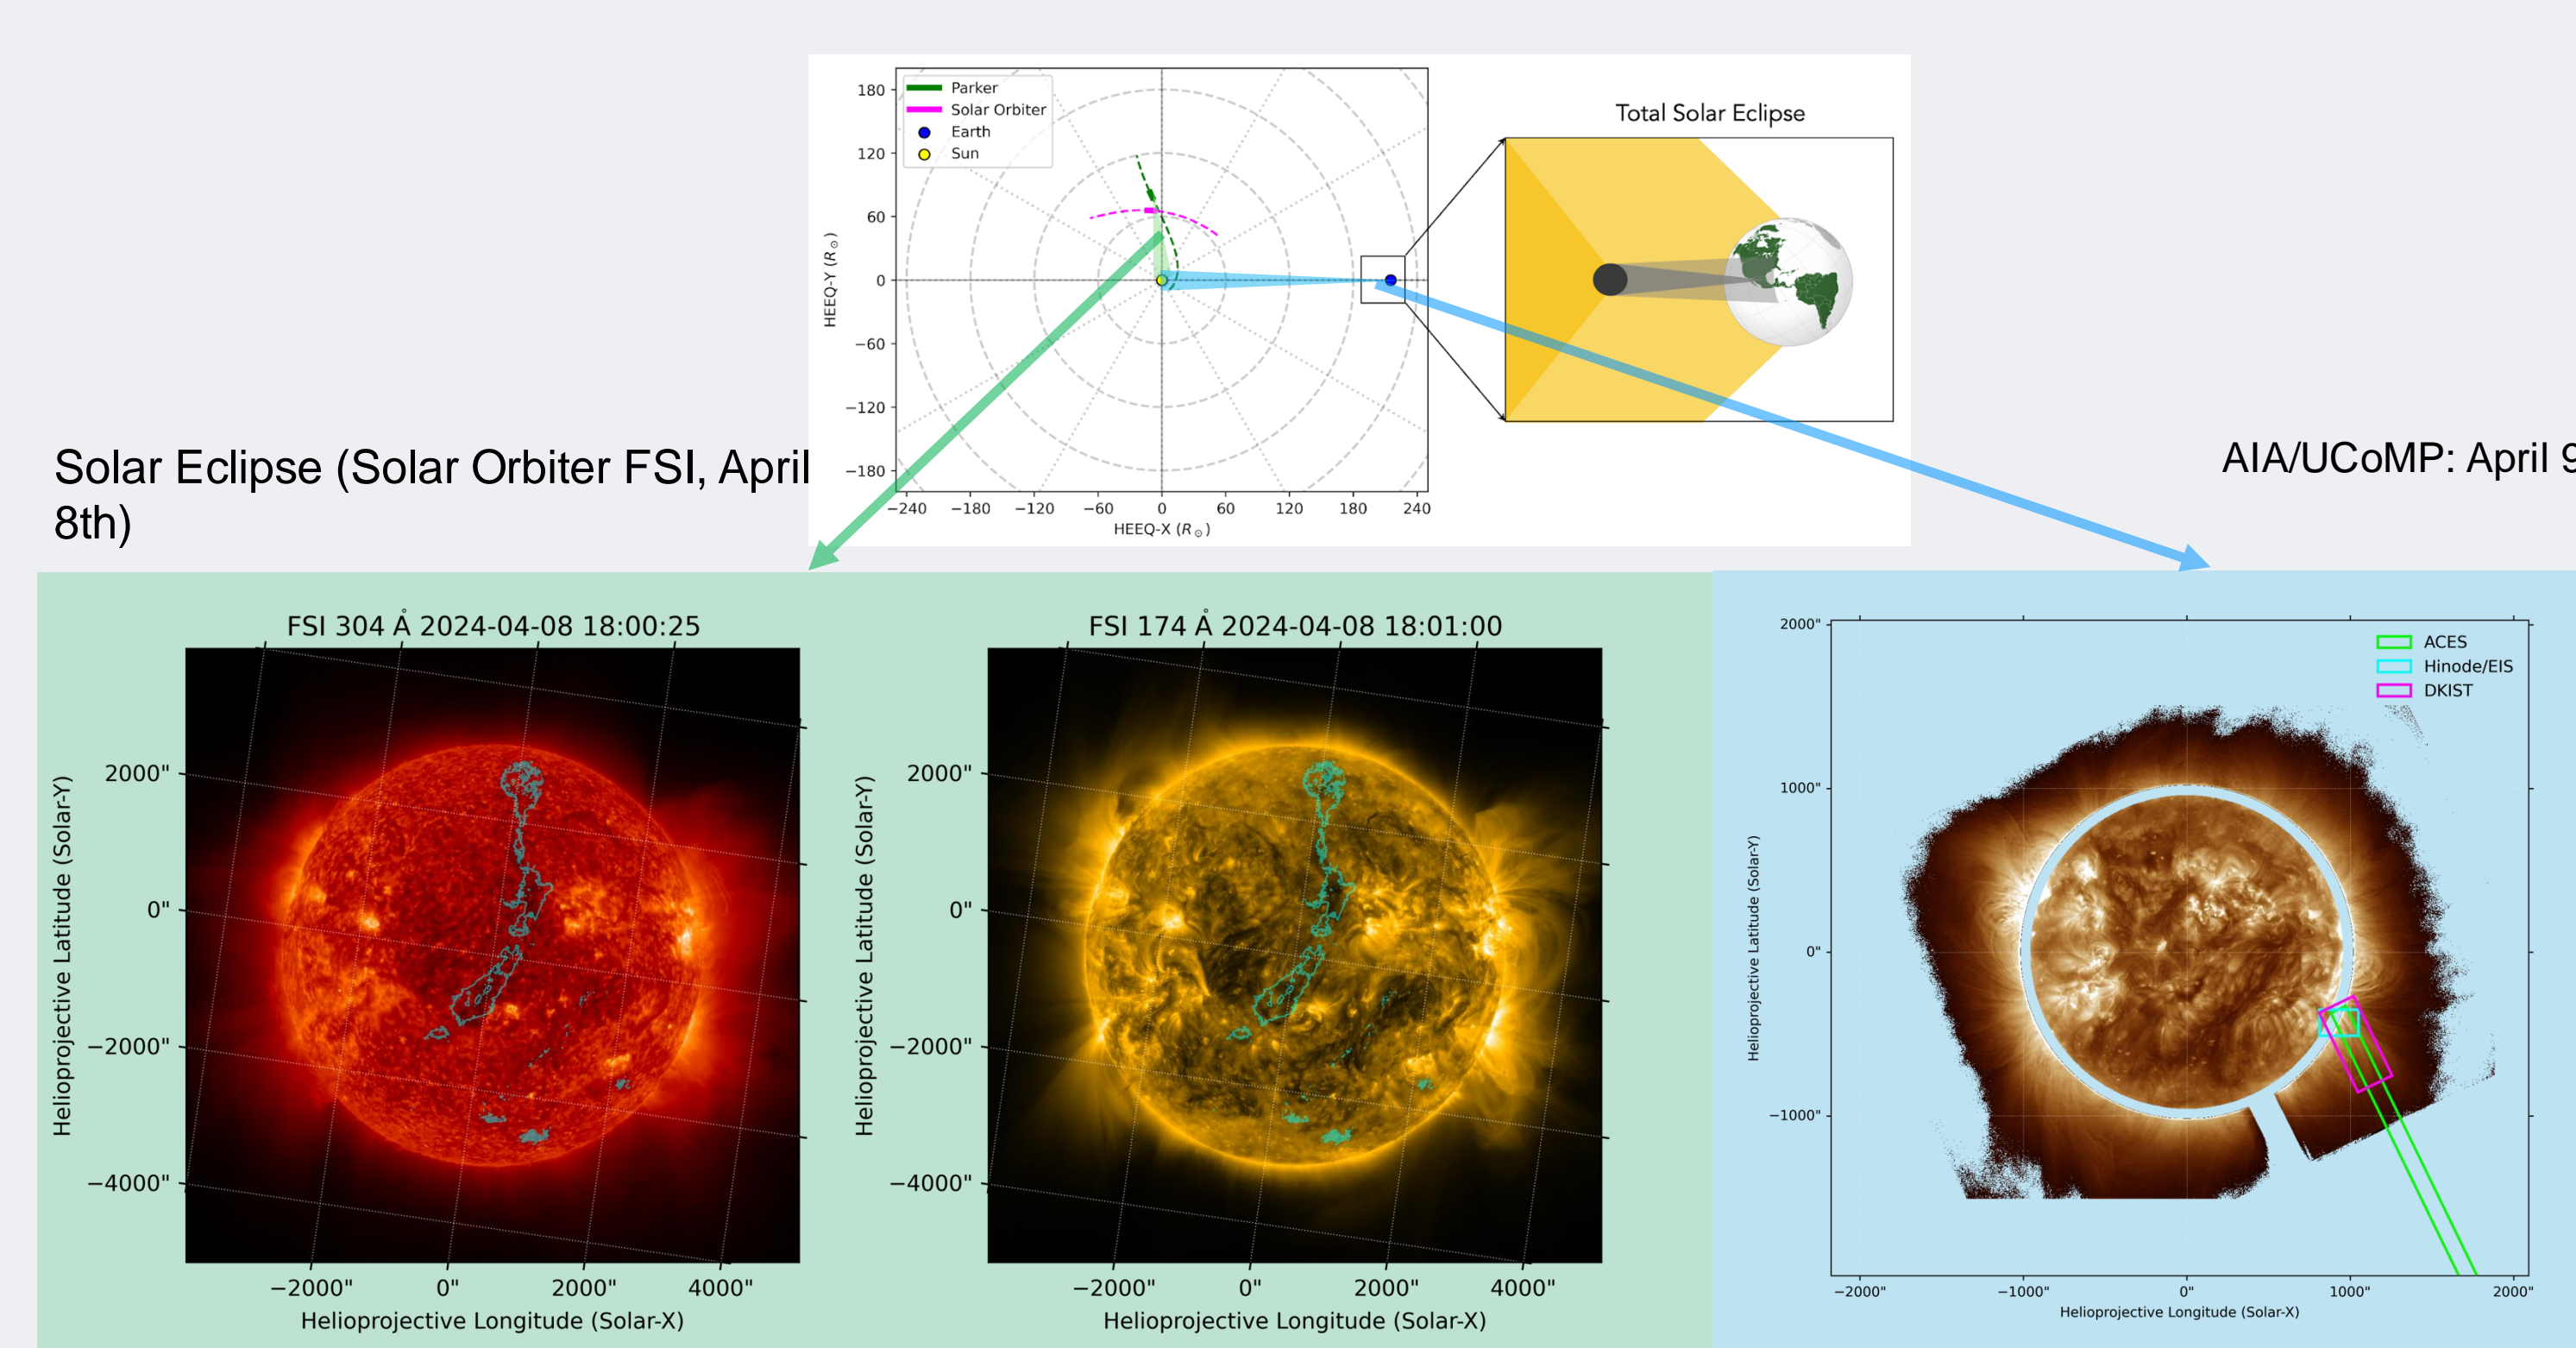 Parker
Solar Orbiter
Earth
Sun
180
120
60
0
−60
−120
−180
HEEQ-Y (R⊙)
−240 −180 −120 −60 0 60 120 180 240
HEEQ-X (R⊙)
Total Solar Eclipse
Solar Eclipse (Solar Orbiter FSI, April
8th)
AIA/UCoMP: April 9
FSI 304 Å 2024-04-08 18:00:25
2000"
0"
−2000"
−4000"
Helioprojective Latitude (Solar-Y)
−2000" 0" 2000" 4000"
Helioprojective Longitude (Solar-X)
FSI 174 Å 2024-04-08 18:01:00
2000"
0"
−2000"
−4000"
Helioprojective Latitude (Solar-Y)
−2000" 0" 2000" 4000"
Helioprojective Longitude (Solar-X)
ACES
Hinode/EIS
DKIST
2000"
1000"
0"
−1000"
Helioprojective Latitude (Solar-Y)
−2000" −1000" 0" 1000" 2000"
Helioprojective Longitude (Solar-X)